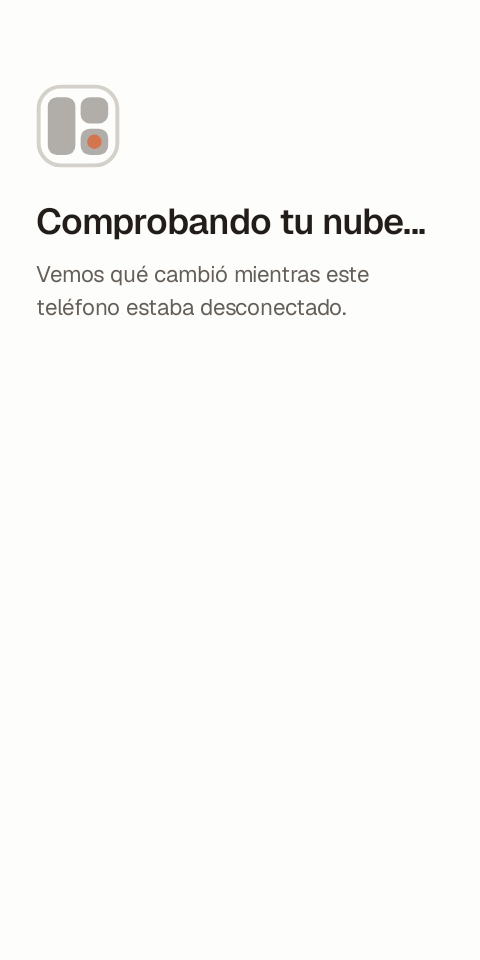 Comprobando tu nube...
Vemos qué cambió mientras este
teléfono estaba desconectado.